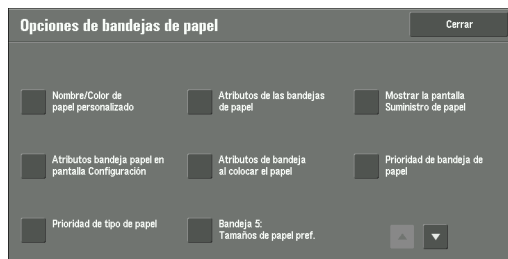 Opciones de bandejas de papel
Cerrar
Nombre/Color de
papel personalizado
Atributos de las bandejas
de papel
Mostrar la pantalla
Suministro de papel
Atributos bandeja papel en
pantalla Configuración
Atributos de bandeja
al colocar el papel
Prioridad de bandeja de
papel
Prioridad de tipo de papel
Bandeja 5:
Tamaños de papel pref.